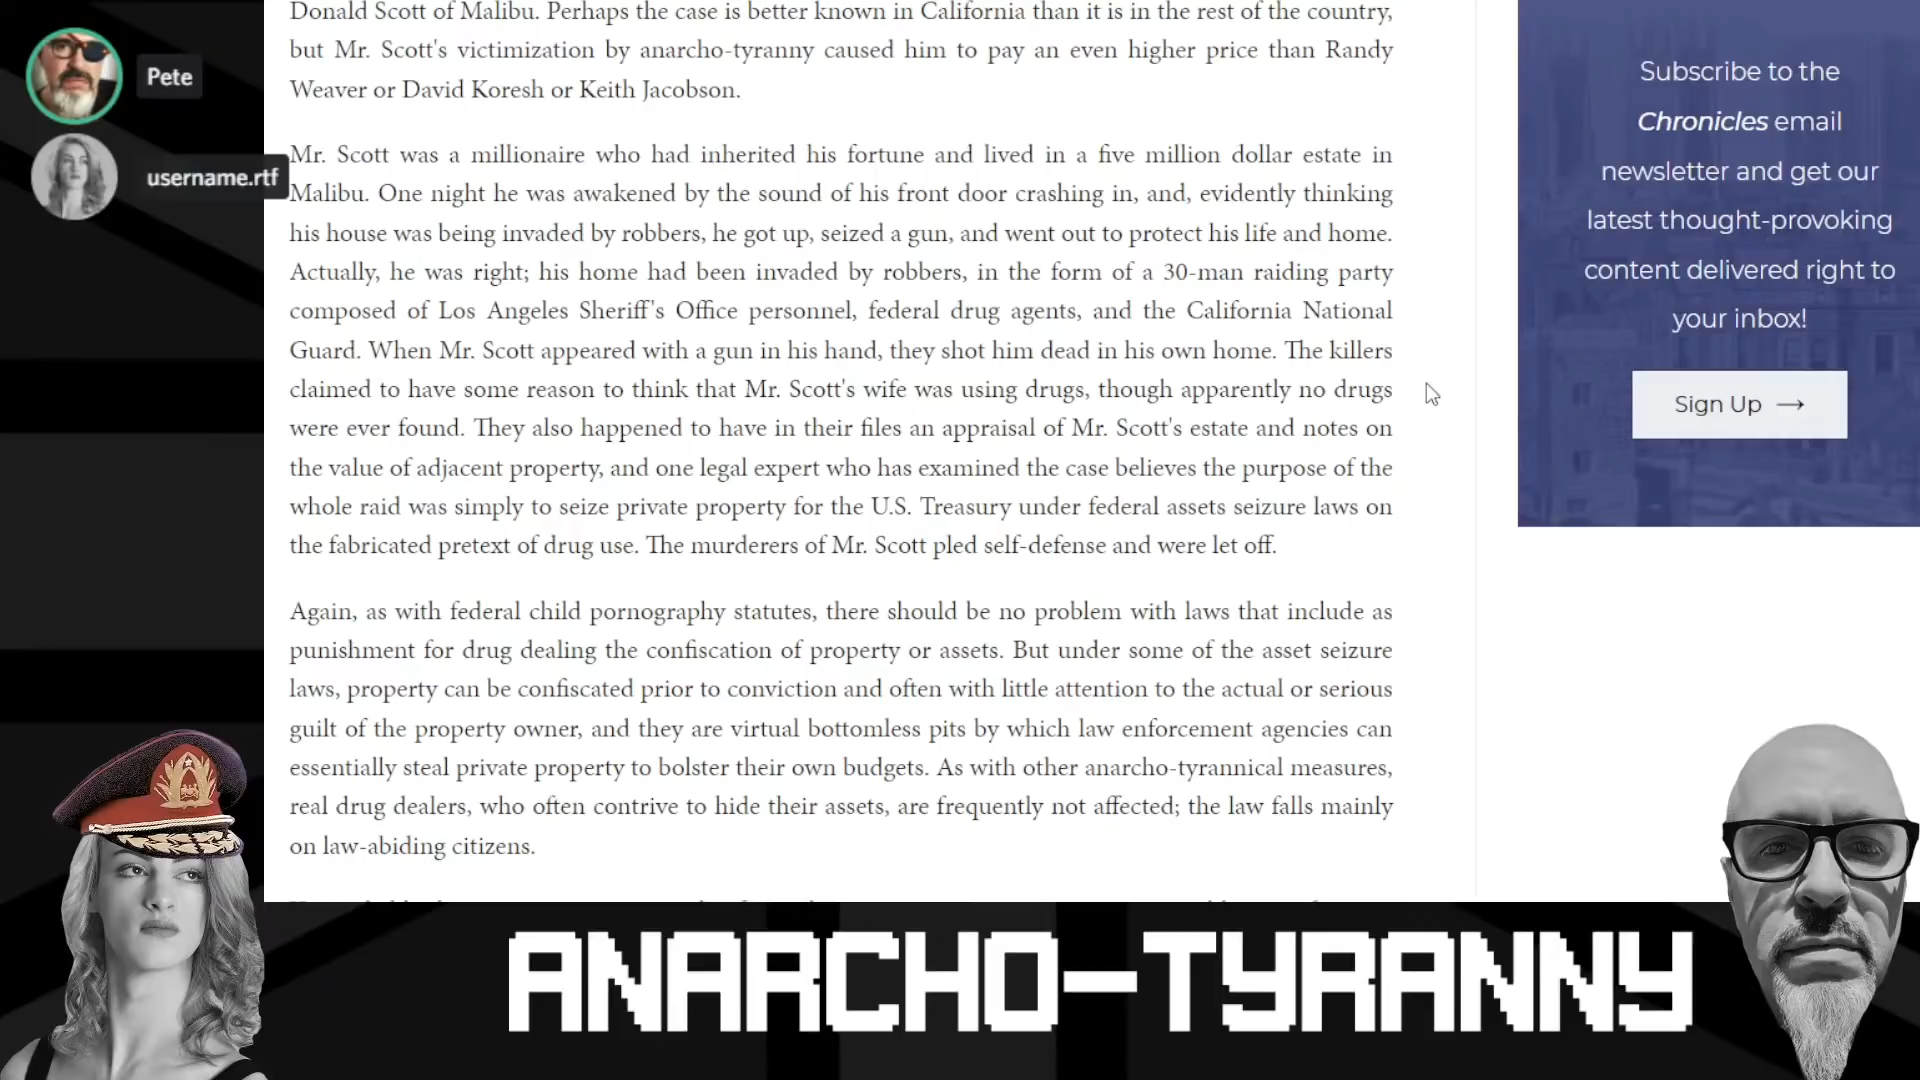 Donald Scott of Malibu. Perhaps the case is better known in California than it is in the rest of the country,
but Mr. Scott's victimization by anarcho-tyranny caused him to pay an even higher price than Randy
Weaver or David Koresh or Keith Jacobson.
Mr. Scott was a millionaire who had inherited his fortune and lived in a five million dollar estate in
Malibu. One night he was awakened by the sound of his front door crashing in, and, evidently thinking
his house was being invaded by robbers, he got up, seized a gun, and went out to protect his life and home.
Actually, he was right; his home had been invaded by robbers, in the form of a 30-man raiding party
composed of Los Angeles Sheriff's Office personnel, federal drug agents, and the California National
Guard. When Mr. Scott appeared with a gun in his hand, they shot him dead in his own home. The killers
claimed to have some reason to think that Mr. Scott's wife was using drugs, though apparently no drugs
were ever found. They also happened to have in their files an appraisal of Mr. Scott's estate and notes on
the value of adjacent property, and one legal expert who has examined the case believes the purpose of the
whole raid was simply to seize private property for the U.S. Treasury under federal assets seizure laws on
the fabricated pretext of drug use. The murderers of Mr. Scott pled self-defense and were let off.
Again, as with federal child pornography statutes, there should be no problem with laws that include as
punishment for drug dealing the confiscation of property or assets. But under some of the asset seizure
laws, property can be confiscated prior to conviction and often with little attention to the actual or serious
guilt of the property owner, and they are virtual bottomless pits by which law enforcement agencies can
essentially steal private property to bolster their own budgets. As with other anarcho-tyrannical measures,
real drug dealers, who often contrive to hide their assets, are frequently not affected; the law falls mainly
on law-abiding citizens.
Pete
username.rtf
Subscribe to the
Chronicles email
newsletter and get our
latest thought-provoking
content delivered right to
your inbox!
Sign Up →
ANARCHO-TYRANNY